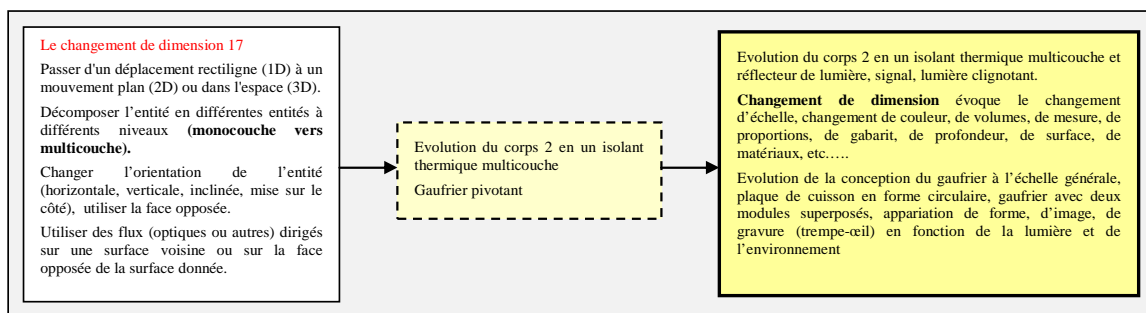 Le changement de dimension 17
Passer d'un déplacement rectiligne (1D) à un
mouvement plan (2D) ou dans l'espace (3D).
Décomposer l'entité en différentes entités à
différents niveaux (monocouche vers
multicouche).
Changer l'orientation de l'entité
(horizontale, verticale, inclinée, mise sur le
côté), utiliser la face opposée.
Utiliser des flux (optiques ou autres) dirigés
sur une surface voisine ou sur la face
opposée de la surface donnée.
Evolution du corps 2 en un isolant
thermique multicouche
Gaufrier pivotant
Evolution du corps 2 en un isolant thermique multicouche et
réflecteur de lumière, signal, lumière clignotant.
Changement de dimension évoque le changement
d'échelle, changement de couleur, de volumes, de mesure, de
proportions, de gabarit, de profondeur, de surface, de
matériaux, etc.….
Evolution de la conception du gaufrier à l'échelle générale,
plaque de cuisson en forme circulaire, gaufrier avec deux
modules superposés, appariation de forme, d'image, de
gravure (trempe-œil) en fonction de la lumière et de
l'environnement